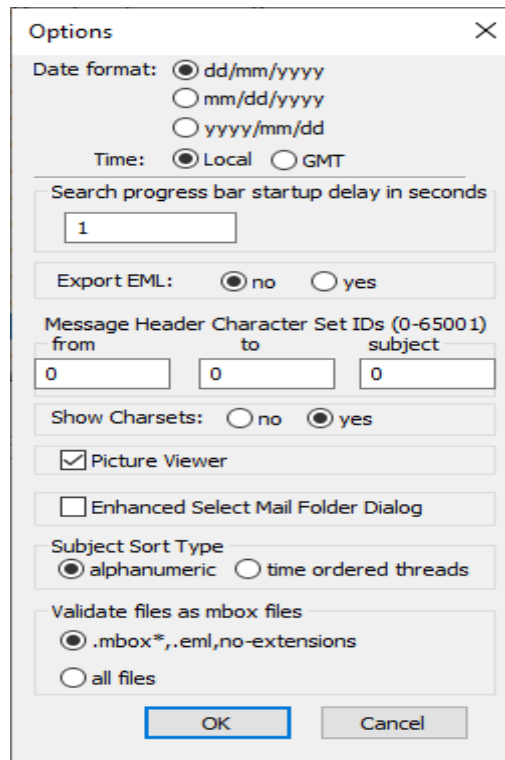 Options
Date format: dd/mm/yyyy
mm/dd/yyyy
yyyy/mm/dd
Time: Local GMT
Search progress bar startup delay in seconds
1
Export EML: no yes
Message Header Character Set IDs (0-65001)
from to subject
0 0 0
Show Charsets: no yes
Picture Viewer
Enhanced Select Mail Folder Dialog
Subject Sort Type
alphanumeric time ordered threads
Validate files as mbox files
.mbox*,.eml,no-extensions
all files
OK Cancel